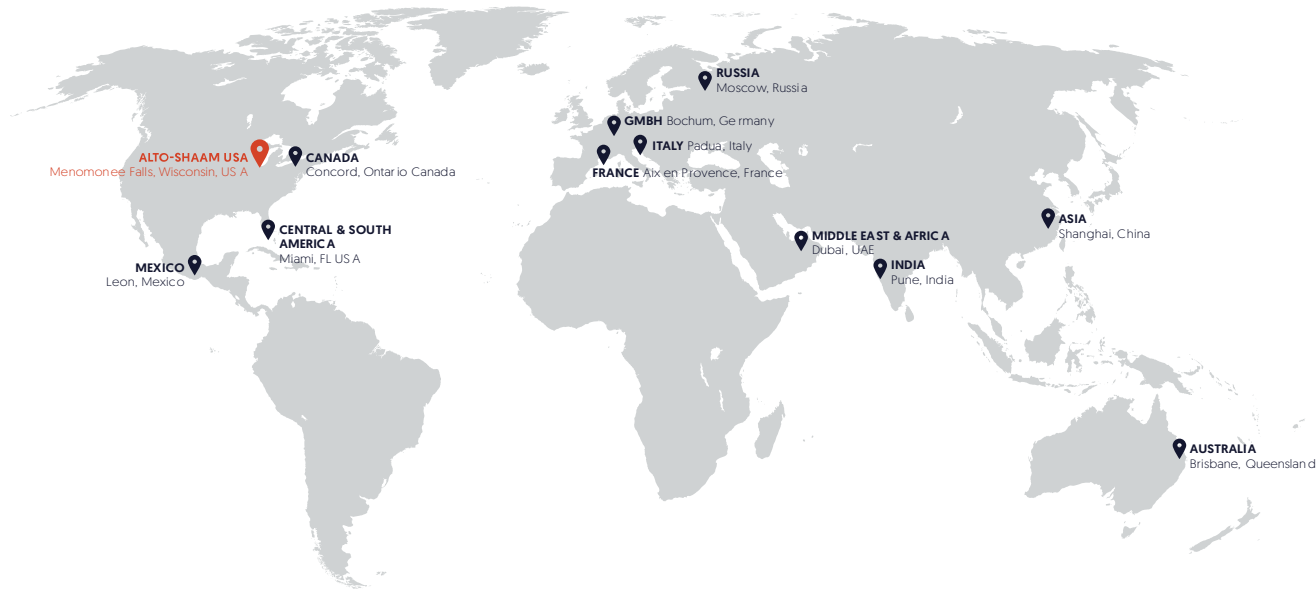 RUSSIA
Moscow, Russia
GMBH Bochum, Germany
ITALY Padua, Italy
ALTO-SHAAM USA
Menomonee Falls, Wisconsin, US A
CANADA
Concord, Ontario Canada
FRANCE Aix en Provence, France
CENTRAL & SOUTH
AMERICA
Miami, FL US A
MEXICO
Leon, Mexico
MIDDLE EAST & AFRICA
Dubai, UAE
INDIA
Pune, India
ASIA
Shanghai, China
AUSTRALIA
Brisbane, Queensland